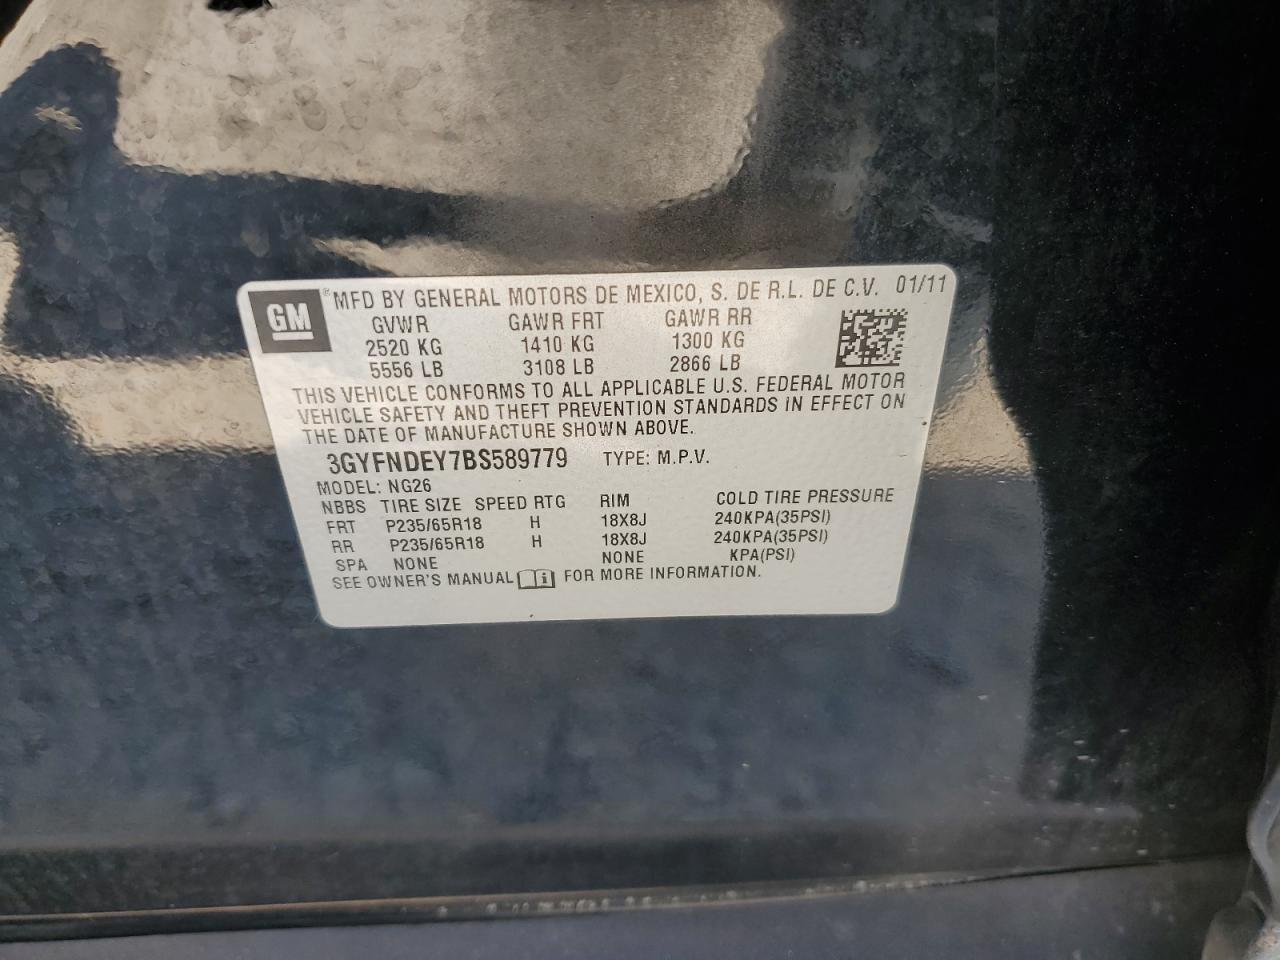 GM ® MFD BY GENERAL MOTORS DE MEXICO, S. DE R.L. DE C.V. 01/11
GVWR GAWR FRT GAWR RR
2520 KG 1410 KG 1300 KG
5556 LB 3108 LB 2866 LB
THIS VEHICLE CONFORMS TO ALL APPLICABLE U.S. FEDERAL MOTOR
VEHICLE SAFETY AND THEFT PREVENTION STANDARDS IN EFFECT ON
THE DATE OF MANUFACTURE SHOWN ABOVE.
3GYFNDEY7BS589779 TYPE: M.P.V.
MODEL: NG26
NBBS TIRE SIZE SPEED RTG RIM COLD TIRE PRESSURE
FRT P235/65R18 H 18X8J 240KPA(35PSI)
RR P235/65R18 H 18X8J 240KPA(35PSI)
SPA NONE NONE KPA(PSI)
SEE OWNER'S MANUAL FOR MORE INFORMATION.